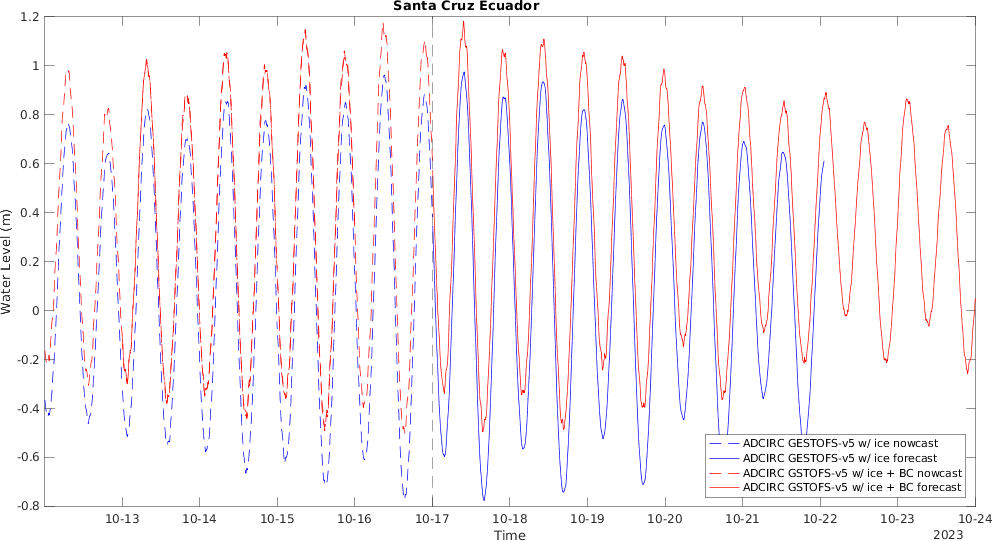 Santa Cruz Ecuador
1.2
1
0.8
0.6
0.4
0.2
0
-0.2
-0.4
-0.6
-0.8
Water Level (m)
ADCIRC GESTOFS-v5 w/ ice nowcast
ADCIRC GESTOFS-v5 w/ ice forecast
ADCIRC GSTOFS-v5 w/ ice + BC nowcast
ADCIRC GSTOFS-v5 w/ ice + BC forecast
10-13 10-14 10-15 10-16 10-17 10-18 10-19 10-20 10-21 10-22 10-23 10-24
Time
2023